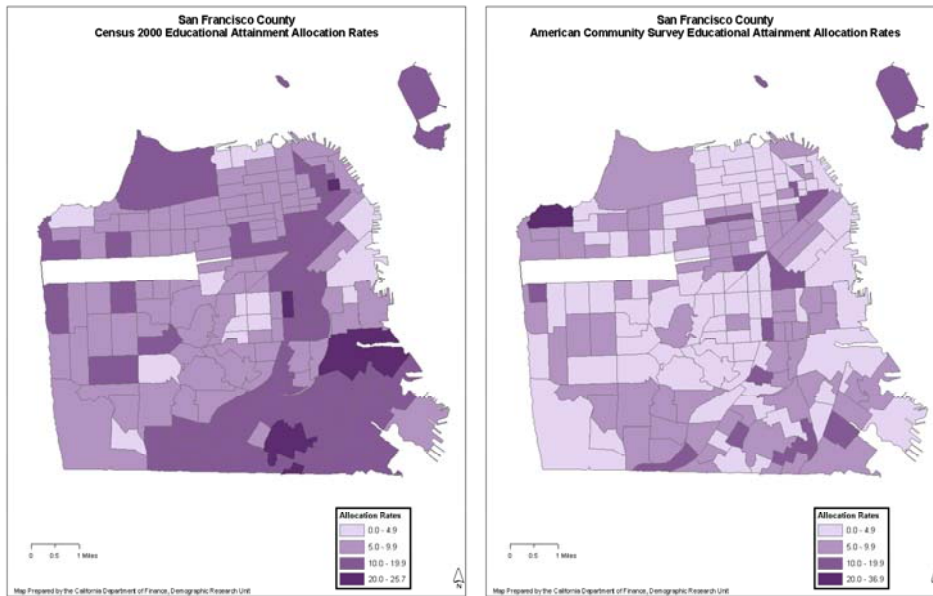 San Francisco County
Census 2000 Educational Attainment Allocation Rates
Allocation Rates
0.0 - 4.9
5.0 - 9.9
10.0 - 19.9
20.0 - 25.7
0 0.5 1 Miles
Map Prepared by the California Department of Finance, Demographic Research Unit
San Francisco County
American Community Survey Educational Attainment Allocation Rates
Allocation Rates
0.0 - 4.9
5.0 - 9.9
10.0 - 19.9
20.0 - 36.9
0 0.5 1 Miles
Map Prepared by the California Department of Finance, Demographic Research Unit